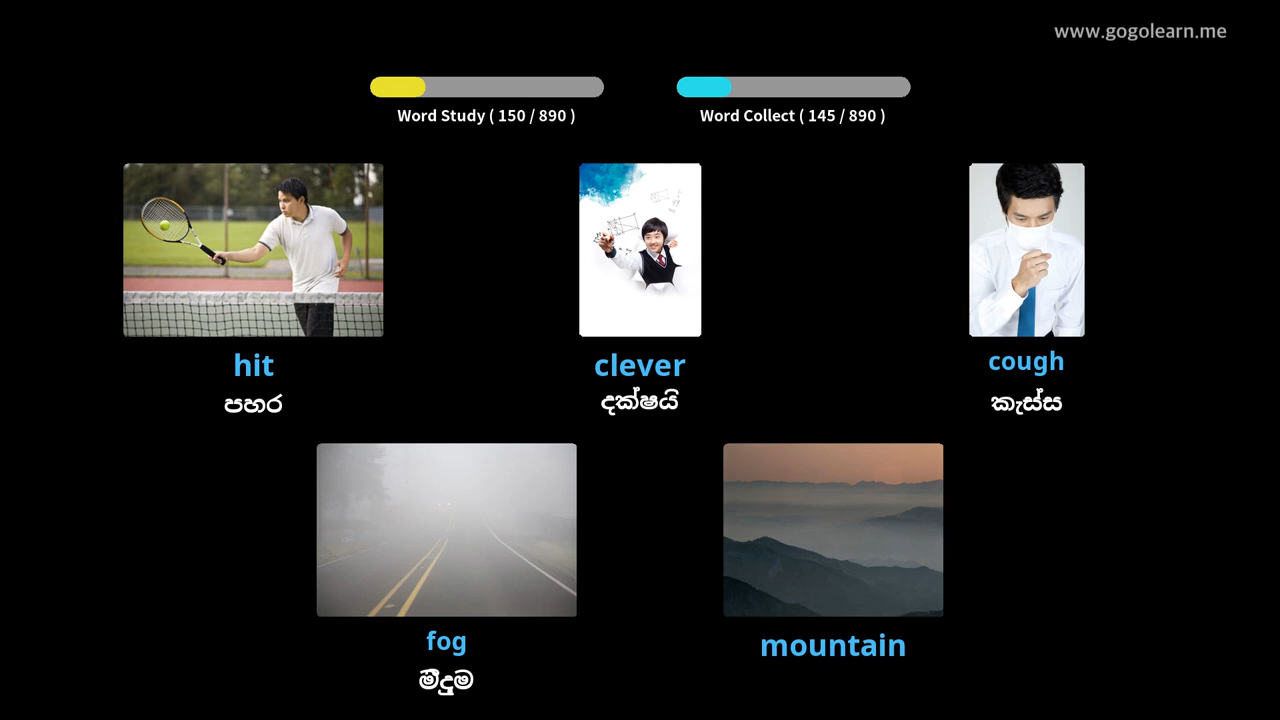 www.gogolearn.me
Word Study ( 150 / 890 )
Word Collect ( 145 / 890 )
hit
පහර
clever
දක්ෂයි
cough
කැස්ස
fog
මීදුම
mountain